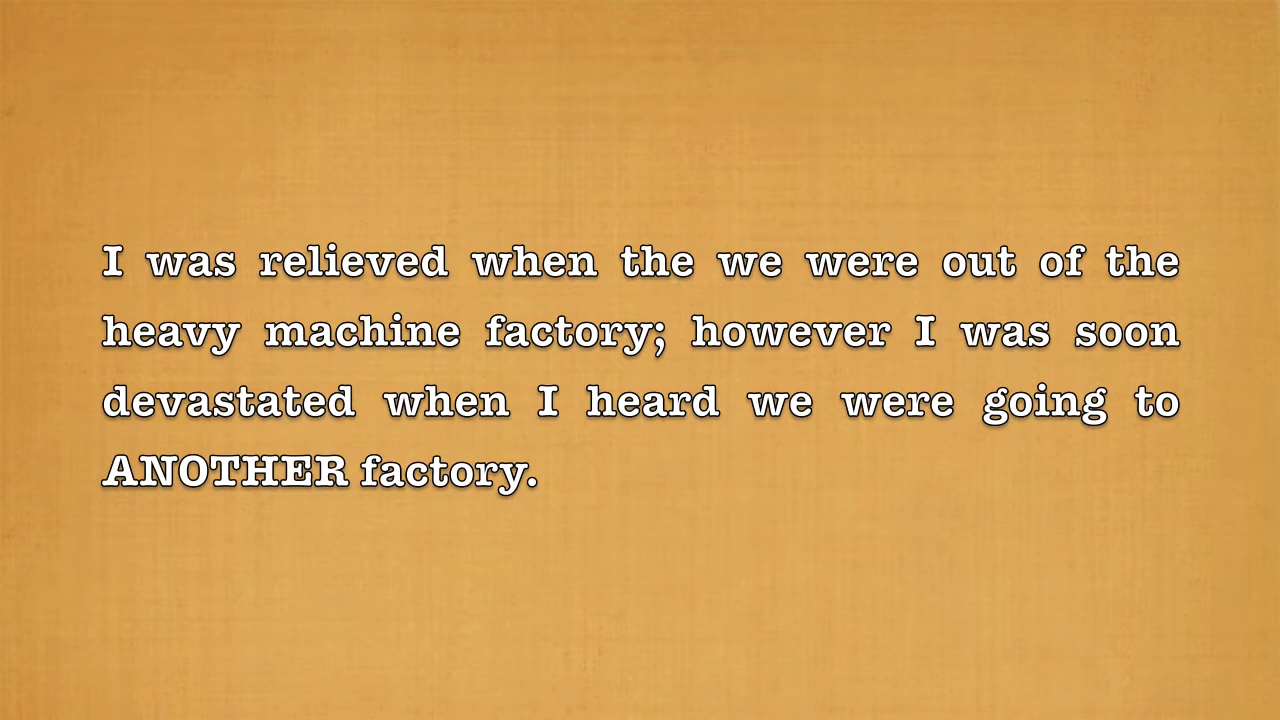 I was relieved when the we were out of the
heavy machine factory; however I was soon
devastated when I heard we were going to
ANOTHER factory.